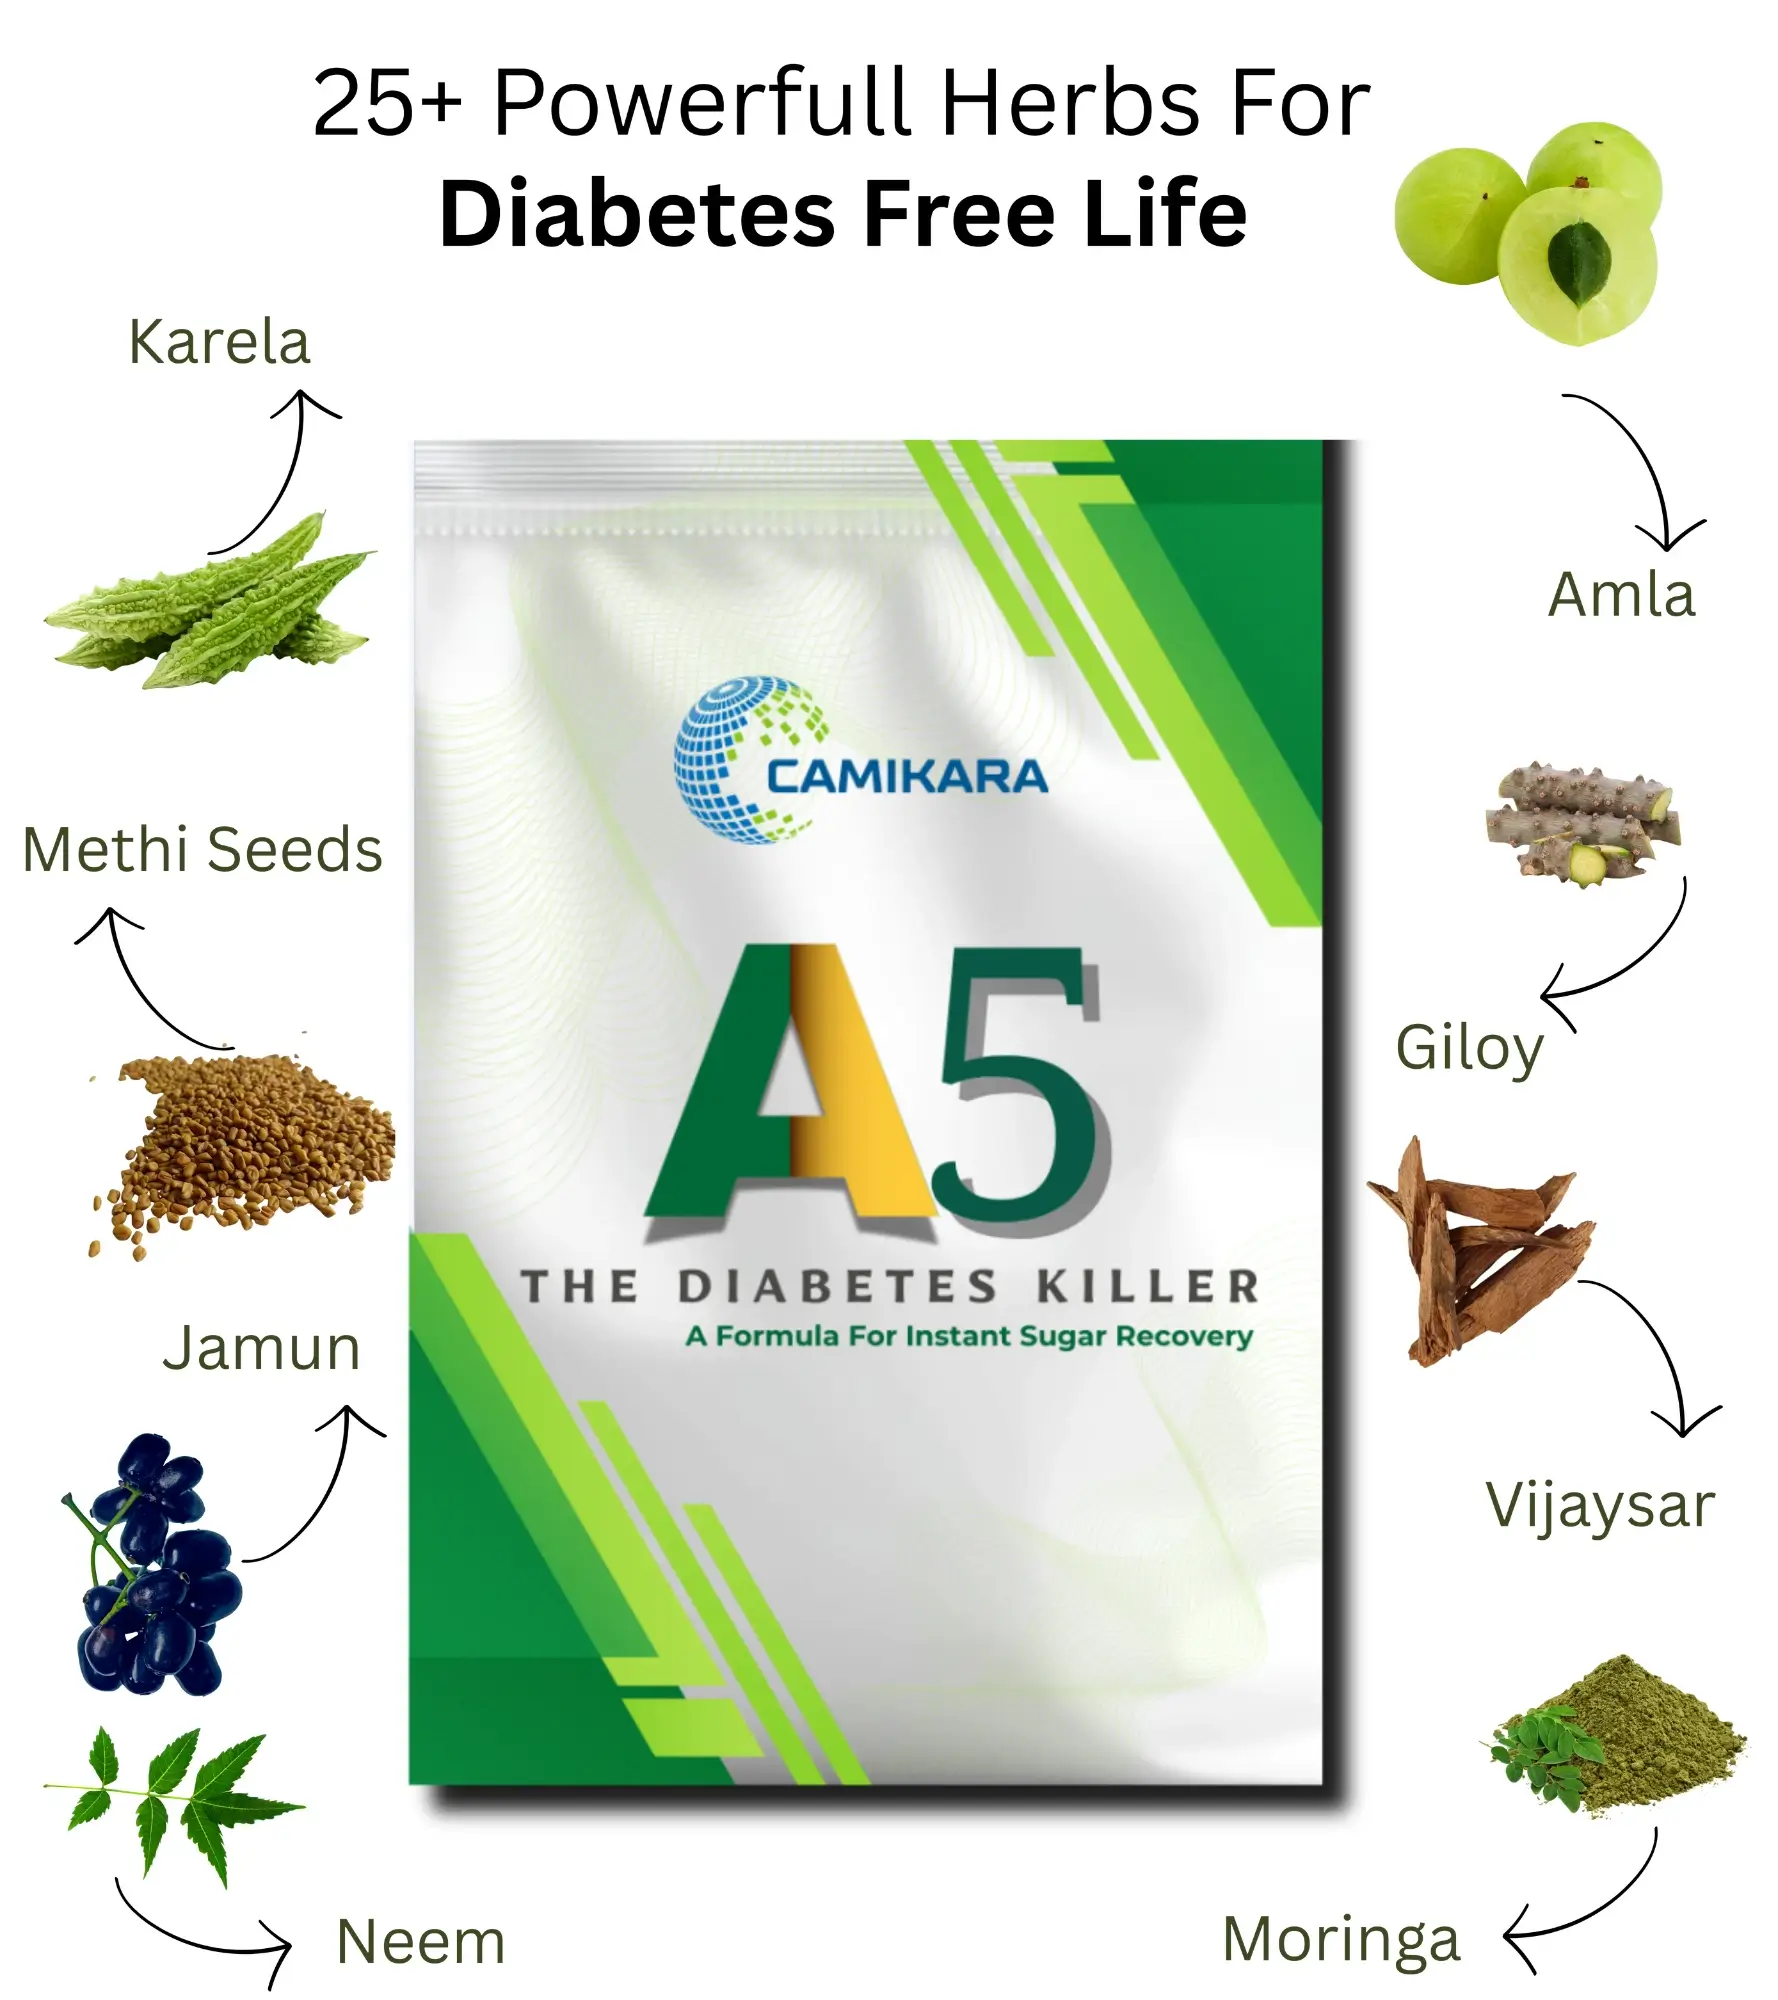 25+ Powerfull Herbs For
Diabetes Free Life
Karela
Amla
CAMIKARA
Methi Seeds
Giloy
A5
THE DIABETES KILLER
A Formula For Instant Sugar Recovery
Jamun
Vijaysar
Neem
Moringa